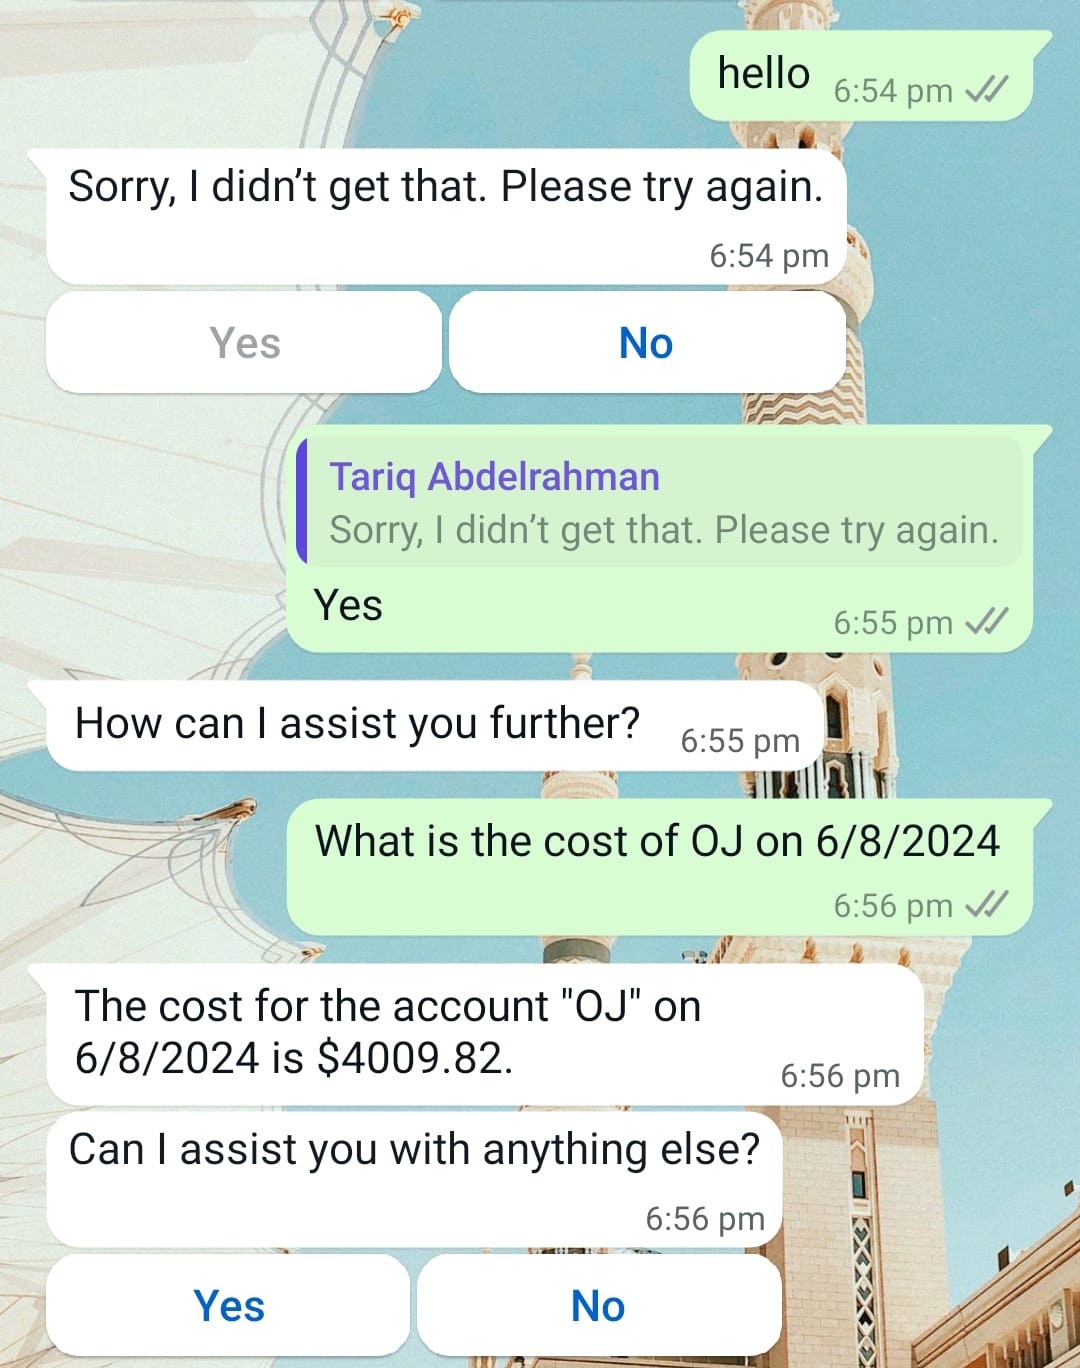 hello
6:54 pm
Sorry, I didn’t get that. Please try again.
6:54 pm
Yes No
Tariq Abdelrahman
Sorry, I didn’t get that. Please try again.
Yes
6:55 pm
How can I assist you further?
6:55 pm
What is the cost of OJ on 6/8/2024
6:56 pm
The cost for the account "OJ" on
6/8/2024 is $4009.82.
6:56 pm
Can I assist you with anything else?
6:56 pm
Yes No